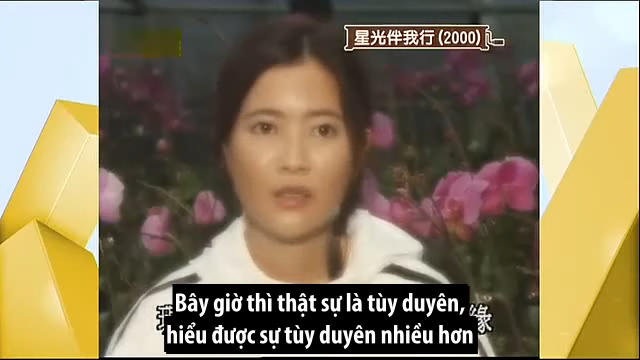 星光伴我行(2000)
Bây giờ thì thật sự là tùy duyên,
hiểu được sự tùy duyên nhiều hơn
緣